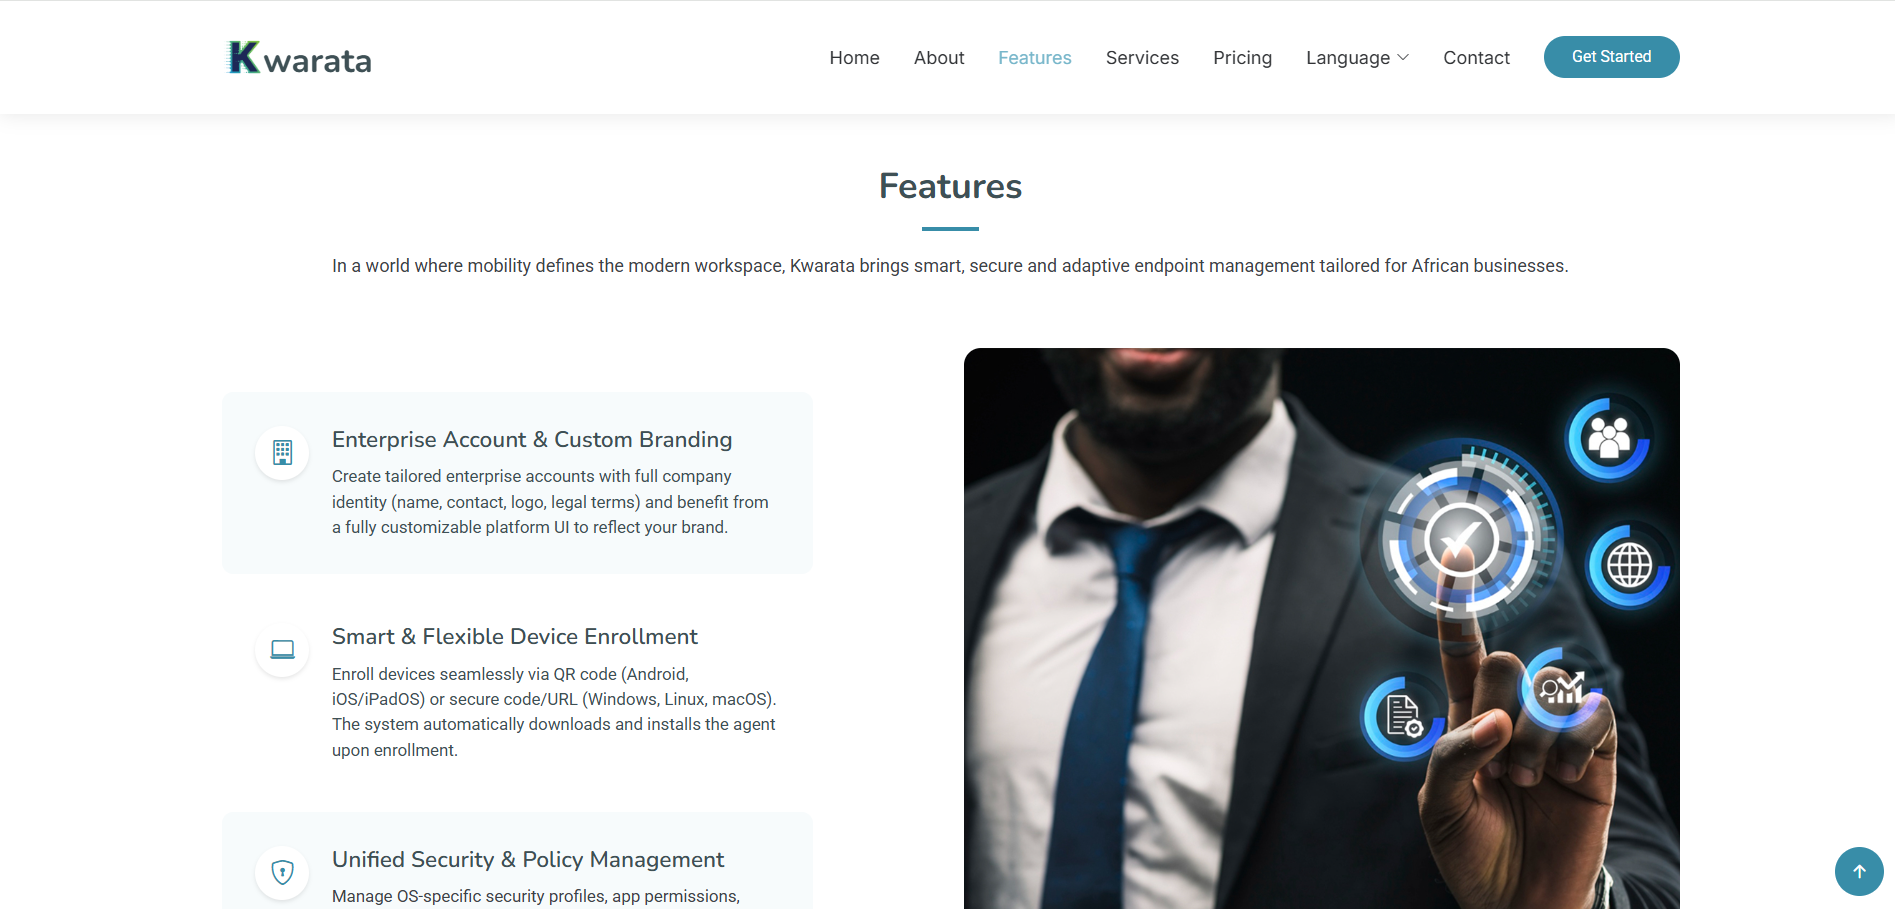 Kwarata
Home About Features Services Pricing Language Contact Get Started
Features
In a world where mobility defines the modern workspace, Kwarata brings smart, secure and adaptive endpoint management tailored for African businesses.
Enterprise Account & Custom Branding
Create tailored enterprise accounts with full company
identity (name, contact, logo, legal terms) and benefit from
a fully customizable platform UI to reflect your brand.
Smart & Flexible Device Enrollment
Enroll devices seamlessly via QR code (Android,
iOS/iPadOS) or secure code/URL (Windows, Linux, macOS).
The system automatically downloads and installs the agent
upon enrollment.
Unified Security & Policy Management
Manage OS-specific security profiles, app permissions,